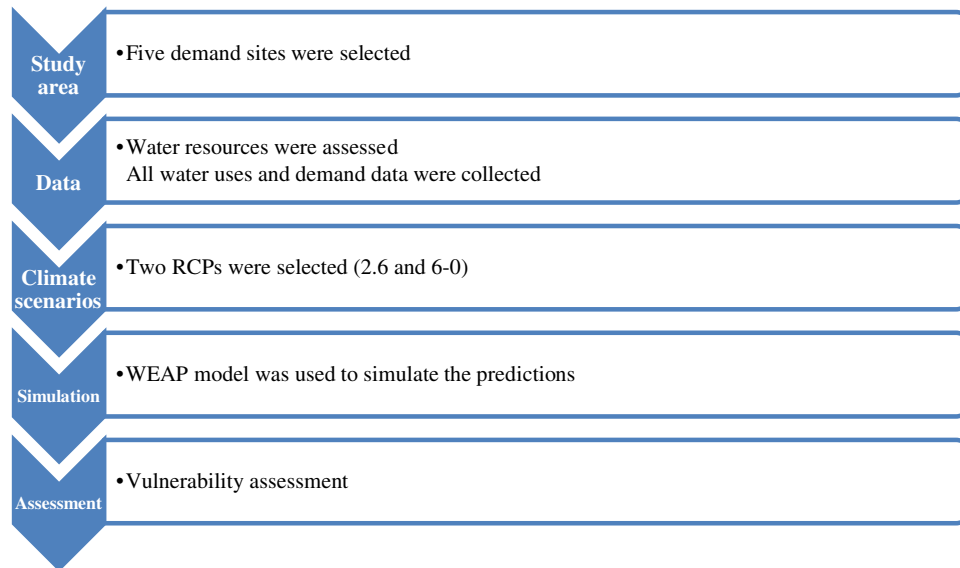 Study
area
•Five demand sites were selected
Data
•Water resources were assessed
All water uses and demand data were collected
Climate
scenarios
•Two RCPs were selected (2.6 and 6-0)
Simulation
•WEAP model was used to simulate the predictions
Assessment
•Vulnerability assessment